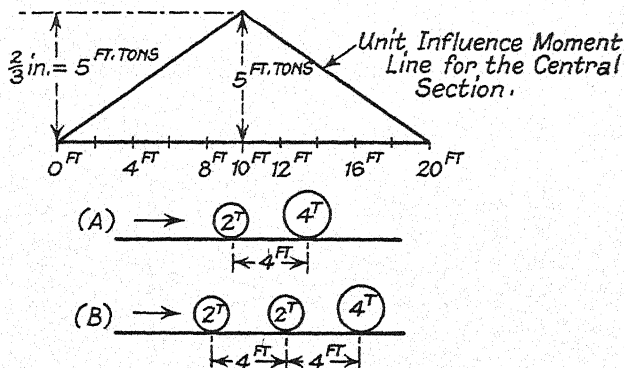 2/3 in. = 5 FT. TONS
5 FT. TONS
Unit Influence Moment
Line for the Central
Section.
0 FT 4 FT 8 FT 10 FT 12 FT 16 FT 20 FT
(A) 2T 4T
4 FT
(B) 2T 2T 4T
4 FT 4 FT